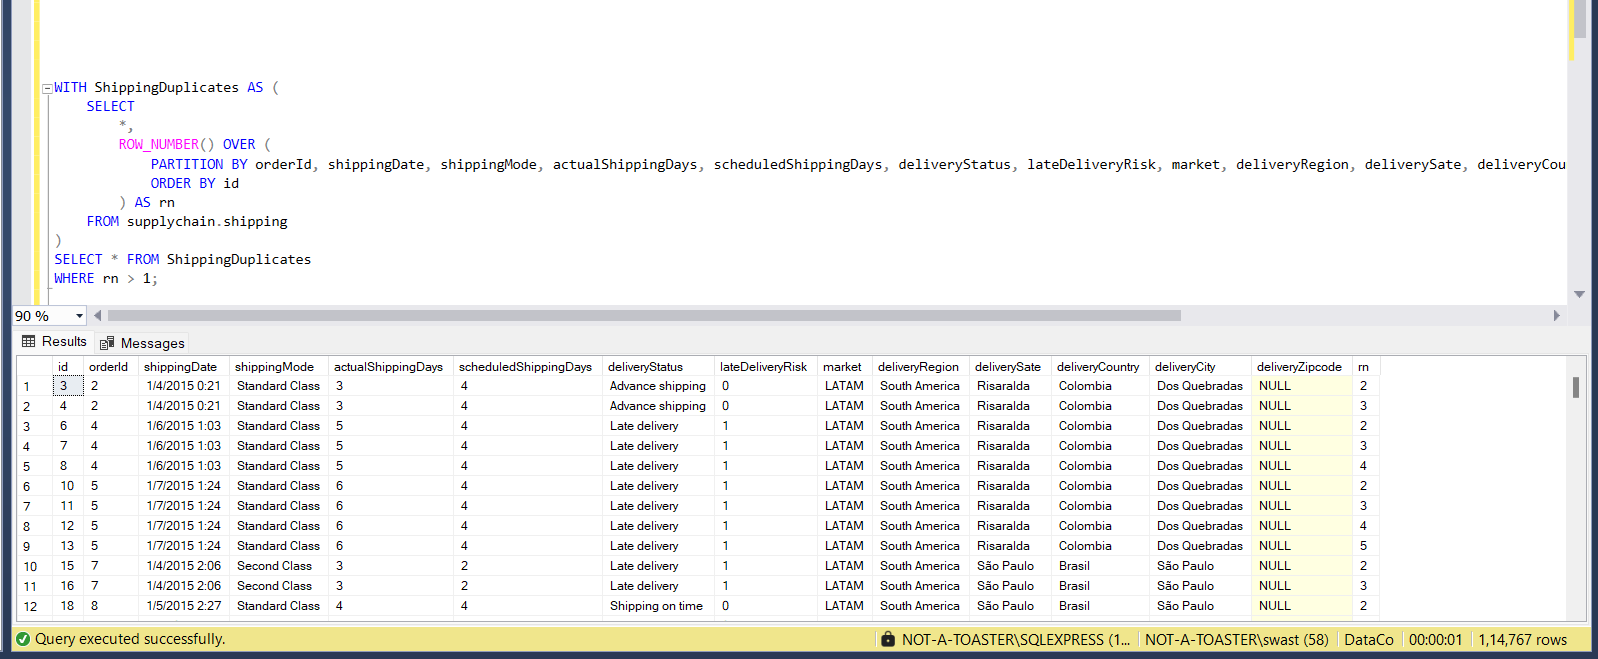 WITH ShippingDuplicates AS (
SELECT
*,
ROW_NUMBER() OVER (
PARTITION BY orderId, shippingDate, shippingMode, actualShippingDays, scheduledShippingDays, deliveryStatus, lateDeliveryRisk, market, deliveryRegion, deliverySate, deliveryCou
ORDER BY id
) AS rn
FROM supplychain.shipping
)
SELECT * FROM ShippingDuplicates
WHERE rn > 1;
90 %
Results Messages
id orderId shippingDate shippingMode actualShippingDays scheduledShippingDays deliveryStatus lateDeliveryRisk market deliveryRegion deliverySate deliveryCountry deliveryCity deliveryZipcode rn
1 3 2 1/4/2015 0:21 Standard Class 3 4 Advance shipping 0 LATAM South America Risaralda Colombia Dos Quebradas NULL 2
2 4 2 1/4/2015 0:21 Standard Class 3 4 Advance shipping 0 LATAM South America Risaralda Colombia Dos Quebradas NULL 3
3 6 4 1/6/2015 1:03 Standard Class 5 4 Late delivery 1 LATAM South America Risaralda Colombia Dos Quebradas NULL 2
4 7 4 1/6/2015 1:03 Standard Class 5 4 Late delivery 1 LATAM South America Risaralda Colombia Dos Quebradas NULL 3
5 8 4 1/6/2015 1:03 Standard Class 5 4 Late delivery 1 LATAM South America Risaralda Colombia Dos Quebradas NULL 4
6 10 5 1/7/2015 1:24 Standard Class 6 4 Late delivery 1 LATAM South America Risaralda Colombia Dos Quebradas NULL 2
7 11 5 1/7/2015 1:24 Standard Class 6 4 Late delivery 1 LATAM South America Risaralda Colombia Dos Quebradas NULL 3
8 12 5 1/7/2015 1:24 Standard Class 6 4 Late delivery 1 LATAM South America Risaralda Colombia Dos Quebradas NULL 4
9 13 5 1/7/2015 1:24 Standard Class 6 4 Late delivery 1 LATAM South America Risaralda Colombia Dos Quebradas NULL 5
10 15 7 1/4/2015 2:06 Second Class 3 2 Late delivery 1 LATAM South America São Paulo Brasil São Paulo NULL 2
11 16 7 1/4/2015 2:06 Second Class 3 2 Late delivery 1 LATAM South America São Paulo Brasil São Paulo NULL 3
12 18 8 1/5/2015 2:27 Standard Class 4 4 Shipping on time 0 LATAM South America São Paulo Brasil São Paulo NULL 2
Query executed successfully. NOT-A-TOASTER\SQLEXPRESS (1... NOT-A-TOASTER\swast (58) DataCo 00:00:01 1,14,767 rows